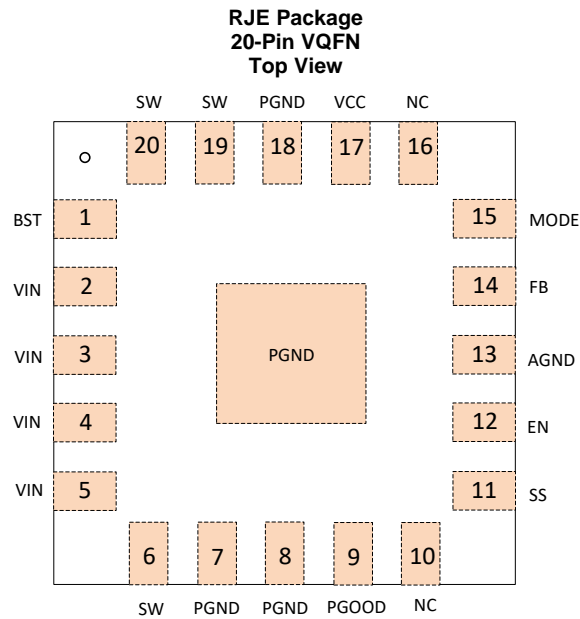 RJE Package
20-Pin VQFN
Top View
SW SW PGND VCC NC
20 19 18 17 16
BST 1 15 MODE
VIN 2 14 FB
VIN 3 PGND 13 AGND
VIN 4 12 EN
VIN 5 11 SS
6 7 8 9 10
SW PGND PGND PGOOD NC